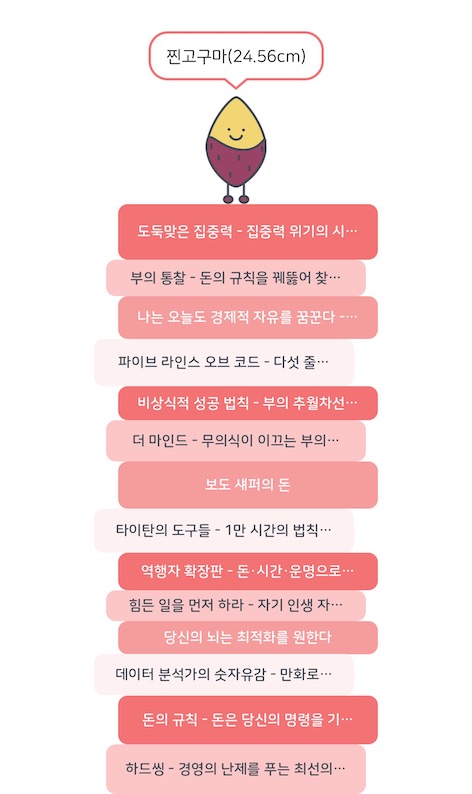 찐고구마(24.56cm)
도둑맞은 집중력 - 집중력 위기의 시…
부의 통찰 - 돈의 규칙을 꿰뚫어 찾…
나는 오늘도 경제적 자유를 꿈꾼다 -…
파이브 라인스 오브 코드 - 다섯 줄…
비상식적 성공 법칙 - 부의 추월차선…
더 마인드 - 무의식이 이끄는 부의…
보도 섀퍼의 돈
타이탄의 도구들 - 1만 시간의 법칙…
역행자 확장판 - 돈·시간·운명으로…
힘든 일을 먼저 하라 - 자기 인생 자…
당신의 뇌는 최적화를 원한다
데이터 분석가의 숫자유감 - 만화로…
돈의 규칙 - 돈은 당신의 명령을 기…
하드씽 - 경영의 난제를 푸는 최선의…